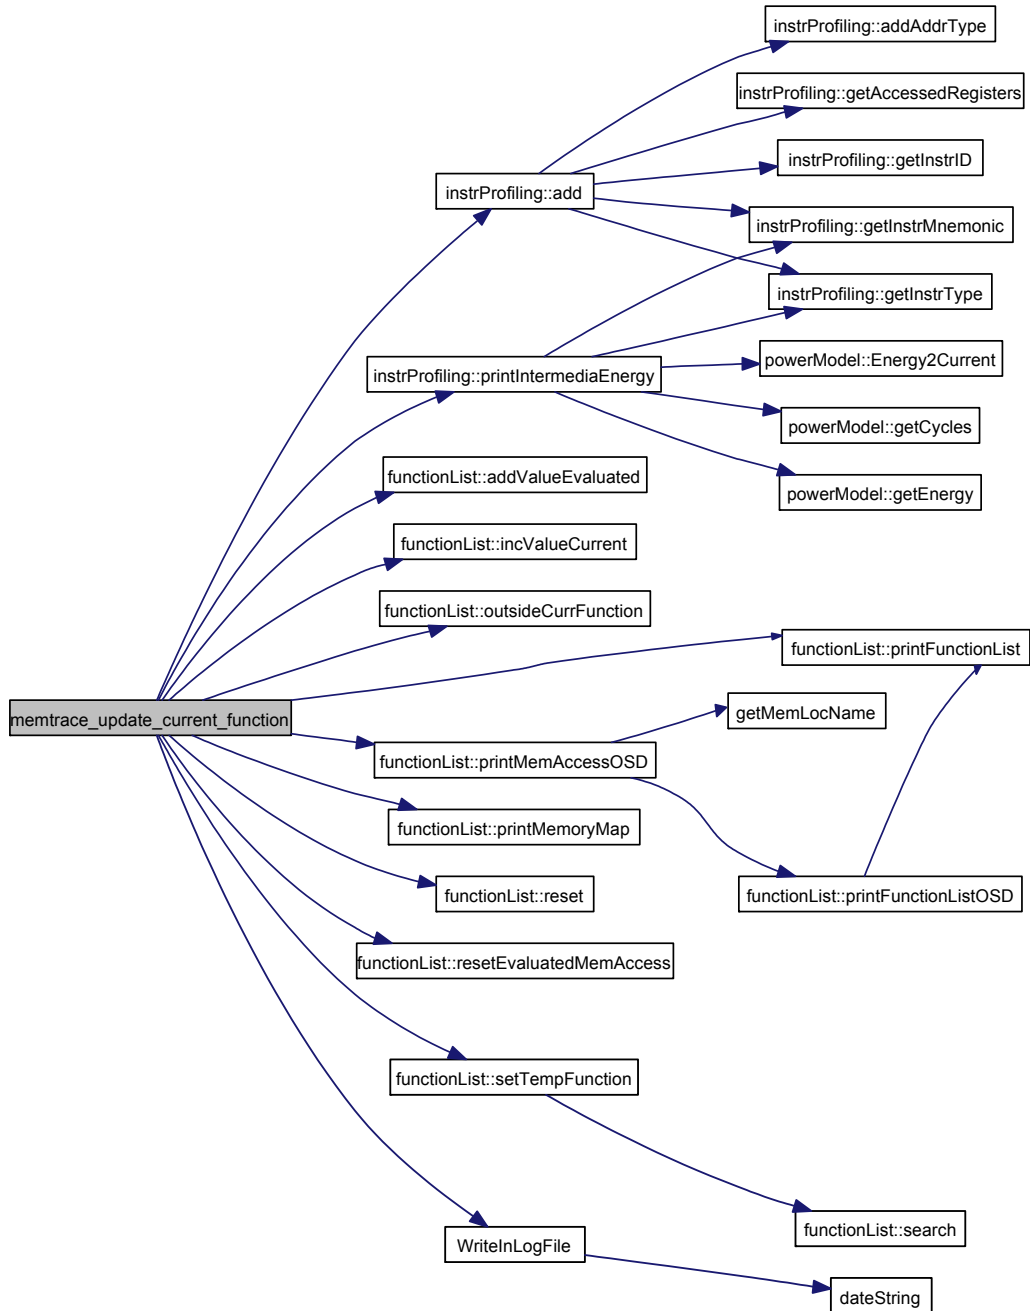 instrProfiling::addAddrType
instrProfiling::getAccessedRegisters
instrProfiling::getInstrID
instrProfiling::add
instrProfiling::getInstrMnemonic
instrProfiling::getInstrType
powerModel::Energy2Current
instrProfiling::printIntermediaEnergy
powerModel::getCycles
functionList::addValueEvaluated
powerModel::getEnergy
functionList::incValueCurrent
functionList::outsideCurrFunction
functionList::printFunctionList
getMemLocName
memtrace_update_current_function
functionList::printMemAccessOSD
functionList::printMemoryMap
functionList::reset
functionList::printFunctionListOSD
functionList::resetEvaluatedMemAccess
functionList::setTempFunction
functionList::search
WriteInLogFile
dateString